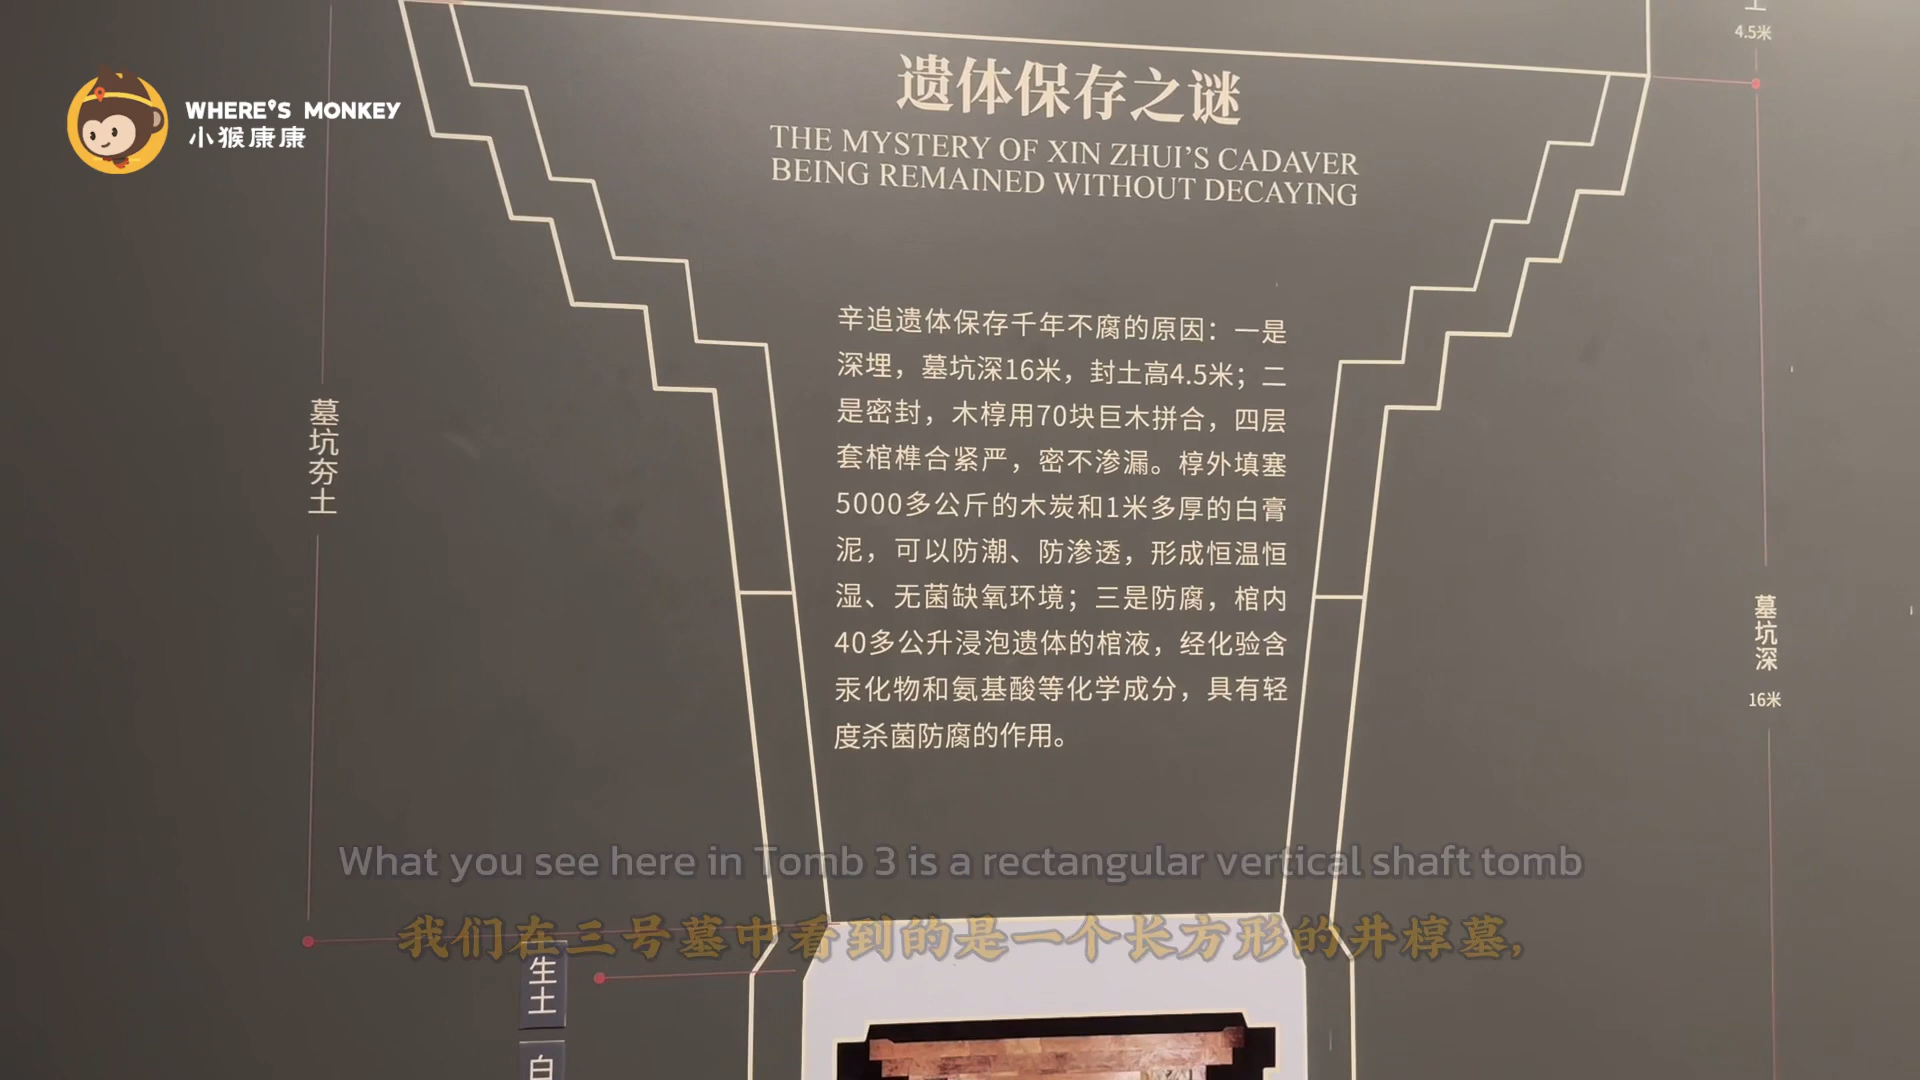 土
4.5米
WHERE'S MONKEY
小猴康康
遗体保存之谜
THE MYSTERY OF XIN ZHUI'S CADAVER
BEING REMAINED WITHOUT DECAYING
辛追遗体保存千年不腐的原因：一是
深埋，墓坑深16米，封土高4.5米；二
是密封，木椁用70块巨木拼合，四层
套棺榫合紧严，密不渗漏。椁外填塞
5000多公斤的木炭和1米多厚的白膏
泥，可以防潮、防渗透，形成恒温恒
湿、无菌缺氧环境；三是防腐，棺内
40多公升浸泡遗体的棺液，经化验含
汞化物和氨基酸等化学成分，具有轻
度杀菌防腐的作用。
墓坑夯土
墓坑深
16米
What you see here in Tomb 3 is a rectangular vertical shaft tomb
我们在三号墓中看到的是一个长方形的井椁墓,
生土
白